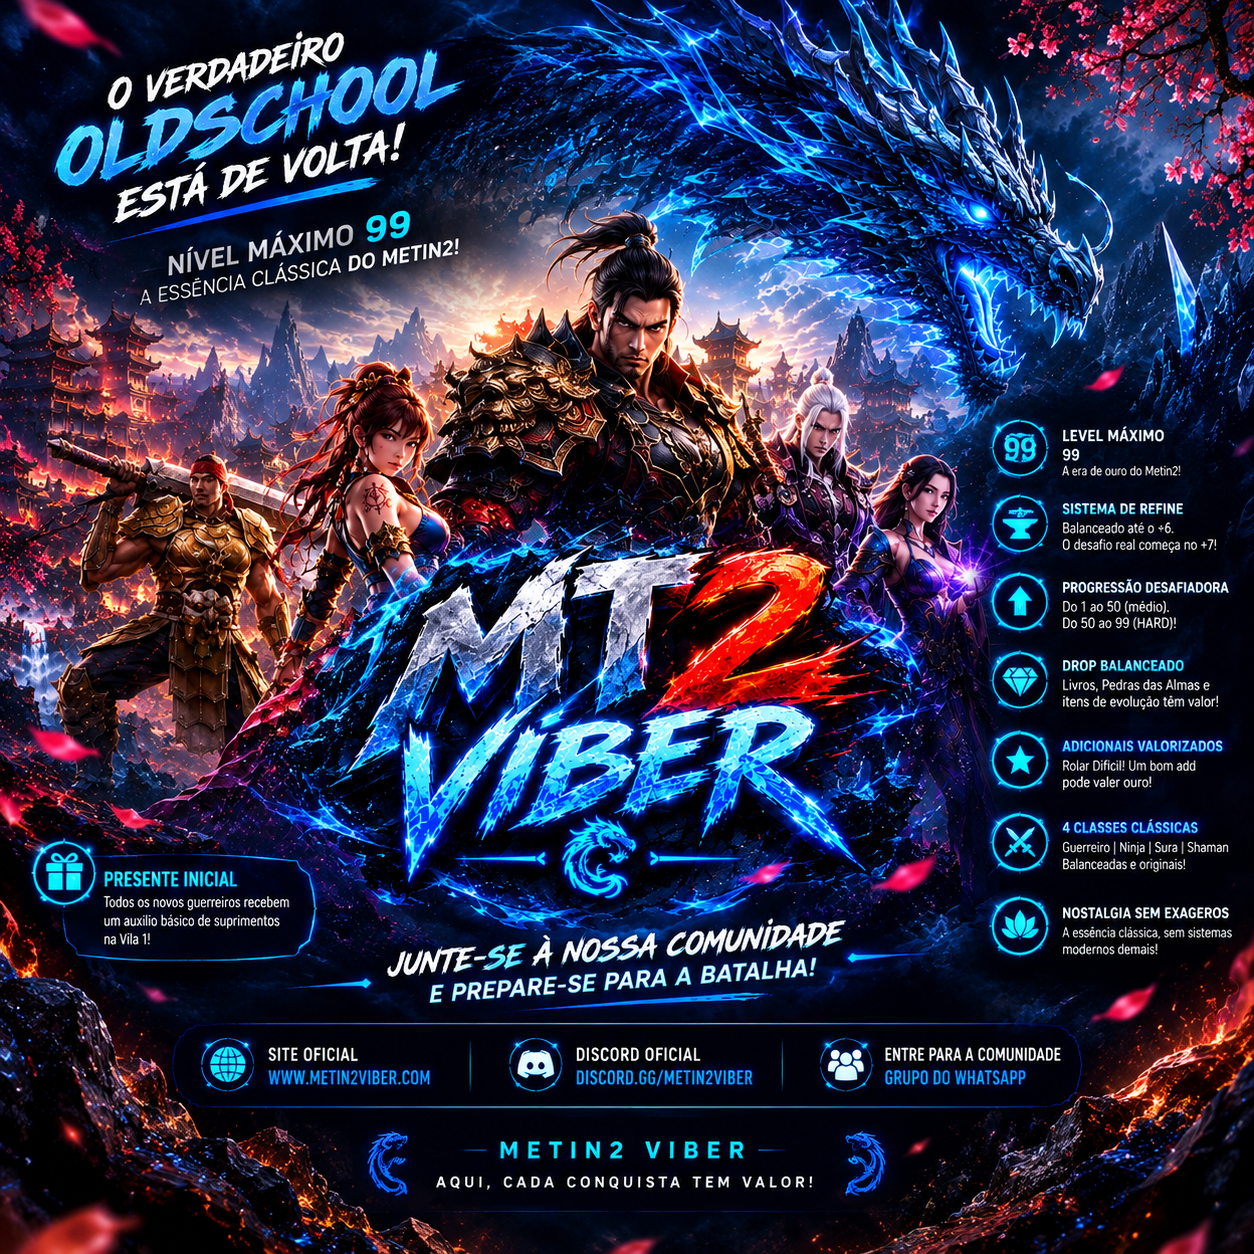 O VERDADEIRO
OLDSCHOOL
ESTÁ DE VOLTA!
NÍVEL MÁXIMO 99
A ESSÊNCIA CLÁSSICA DO METIN2!
99
LEVEL MÁXIMO
99
A era de ouro do Metin2!
SISTEMA DE REFINE
Balanceado até o +6.
O desafio real começa no +7!
PROGRESSÃO DESAFIADORA
Do 1 ao 50 (médio).
Do 50 ao 99 (HARD)!
DROP BALANCEADO
Livros, Pedras das Almas e
itens de evolução têm valor!
ADICIONAIS VALORIZADOS
Rolar Difícil! Um bom add
pode valer ouro!
4 CLASSES CLÁSSICAS
Guerreiro | Ninja | Sura | Shaman
Balanceadas e originais!
NOSTALGIA SEM EXAGEROS
A essência clássica, sem sistemas
modernos demais!
MT2
VIBER
PRESENTE INICIAL
Todos os novos guerreiros recebem
um auxílio básico de suprimentos
na Vila 1!
JUNTE-SE À NOSSA COMUNIDADE
E PREPARE-SE PARA A BATALHA!
SITE OFICIAL
WWW.METIN2VIBER.COM
DISCORD OFICIAL
DISCORD.GG/METIN2VIBER
ENTRE PARA A COMUNIDADE
GRUPO DO WHATSAPP
METIN2 VIBER
AQUI, CADA CONQUISTA TEM VALOR!